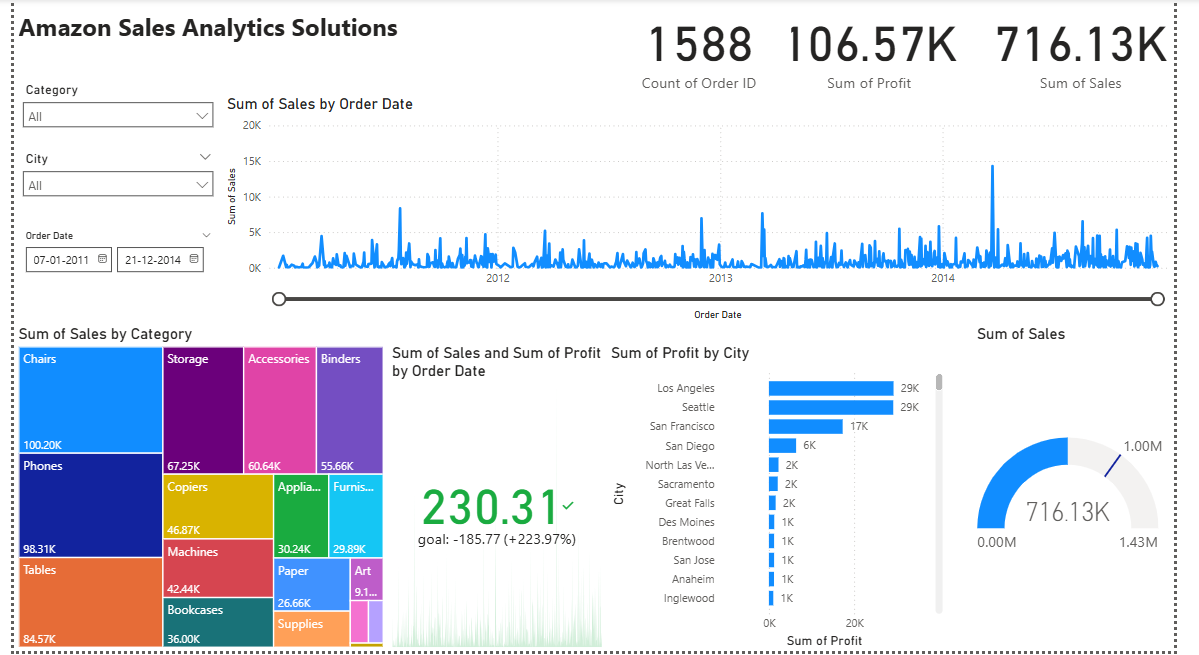 Amazon Sales Analytics Solutions
1588
Count of Order ID
106.57K
Sum of Profit
716.13K
Sum of Sales
Category
All
City
All
Order Date
07-01-2011
21-12-2014
Sum of Sales by Order Date
Sum of Sales
20K
15K
10K
5K
0K
2012
2013
2014
Order Date
Sum of Sales by Category
Chairs
100.20K
Phones
98.31K
Tables
84.57K
Storage
67.25K
Accessories
60.64K
Binders
55.66K
Copiers
46.87K
Machines
42.44K
Bookcases
36.00K
Applia...
30.24K
Furnis...
29.89K
Paper
26.66K
Supplies
Art
9.1...
Sum of Sales and Sum of Profit
by Order Date
230.31
goal: -185.77 (+223.97%)
Sum of Profit by City
City
Los Angeles 29K
Seattle 29K
San Francisco 17K
San Diego 6K
North Las Ve... 2K
Sacramento 2K
Great Falls 2K
Des Moines 1K
Brentwood 1K
San Jose 1K
Anaheim 1K
Inglewood 1K
0K 20K
Sum of Profit
Sum of Sales
1.00M
716.13K
0.00M
1.43M